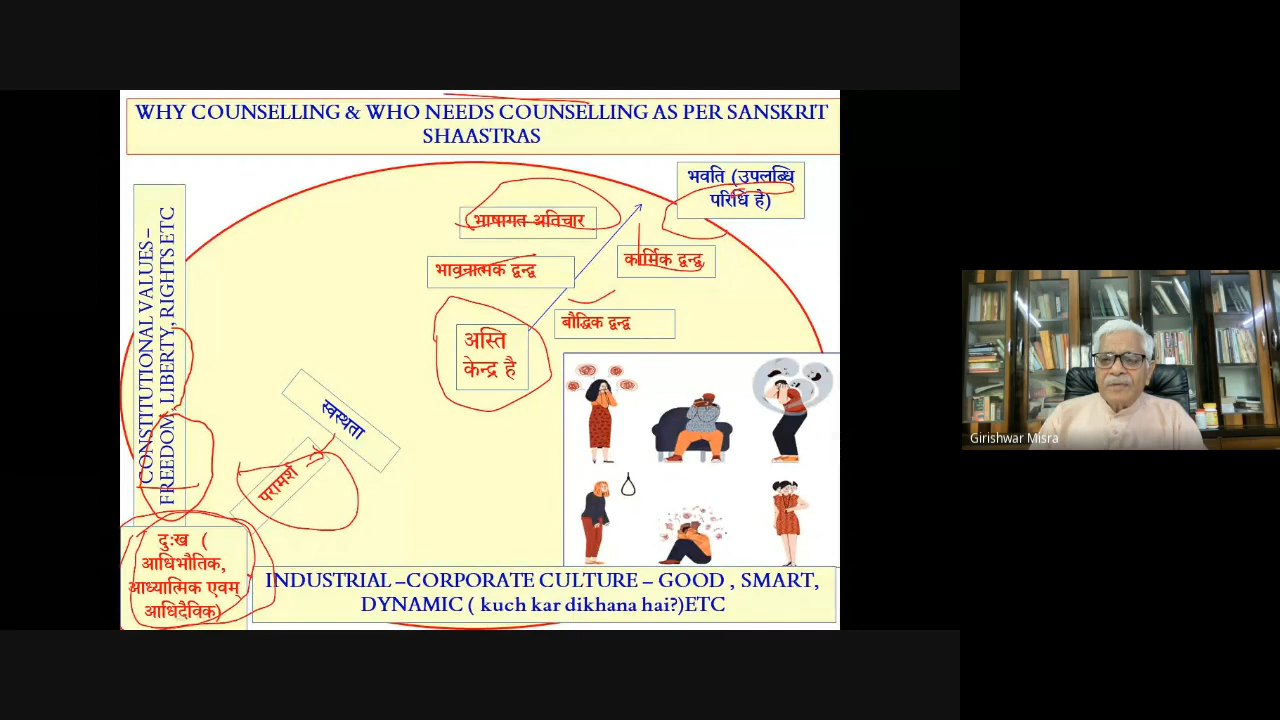 WHY COUNSELLING & WHO NEEDS COUNSELLING AS PER SANSKRIT
SHAASTRAS
भवति (उपलब्धि
परिधि है)
भाषागत अतिचार
कार्मिक द्वन्द्व
भावनात्मक द्वन्द्व
बौद्धिक द्वन्द्व
अस्ति
केन्द्र है
CONSTITUTIONAL VALUES –
FREEDOM, LIBERTY, RIGHTS ETC
स्वस्थता
परामर्श
दुःख (
आधिभौतिक,
आध्यात्मिक एवम्
आधिदैविक)
INDUSTRIAL –CORPORATE CULTURE – GOOD , SMART,
DYNAMIC ( kuch kar dikhana hai?)ETC
Girishwar Misra